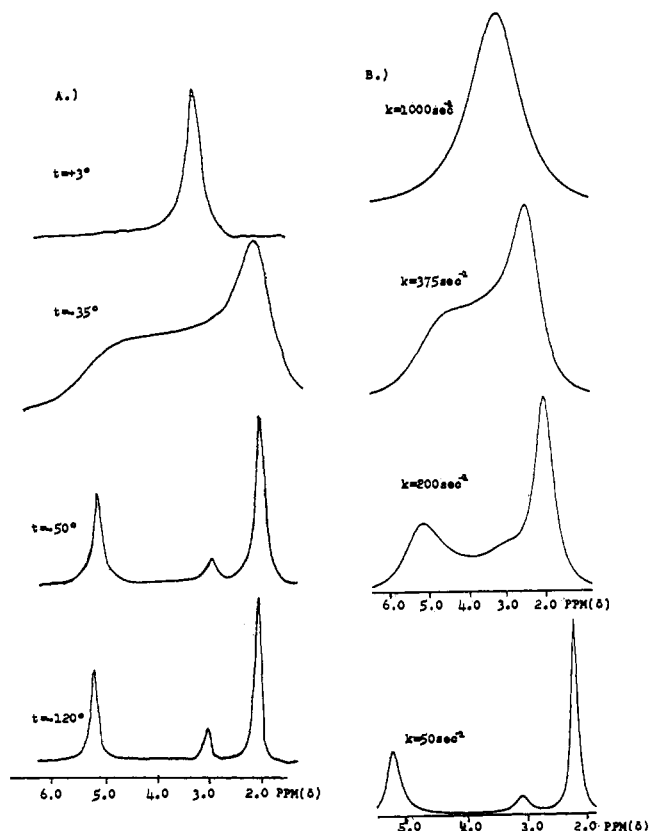 A.)
t=+3°
t=-35°
t=-50°
t=-120°
6.0 5.0 4.0 3.0 2.0 PPM(δ)
B.)
k=1000sec⁻¹
k=375sec⁻¹
k=200sec⁻¹
6.0 5.0 4.0 3.0 2.0 PPM(δ)
k=50sec⁻¹
5.0 4.0 3.0 2.0 PPM(δ)